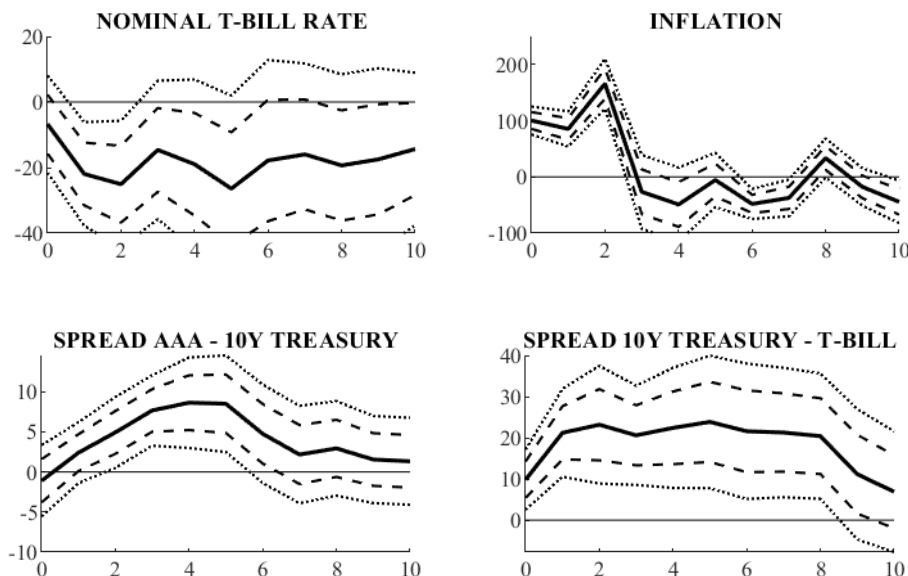 NOMINAL T-BILL RATE
20
0
-20
-40
0 2 4 6 8 10
INFLATION
200
100
0
-100
0 2 4 6 8 10
SPREAD AAA - 10Y TREASURY
10
5
0
-5
-10
0 2 4 6 8 10
SPREAD 10Y TREASURY - T-BILL
40
30
20
10
0
0 2 4 6 8 10